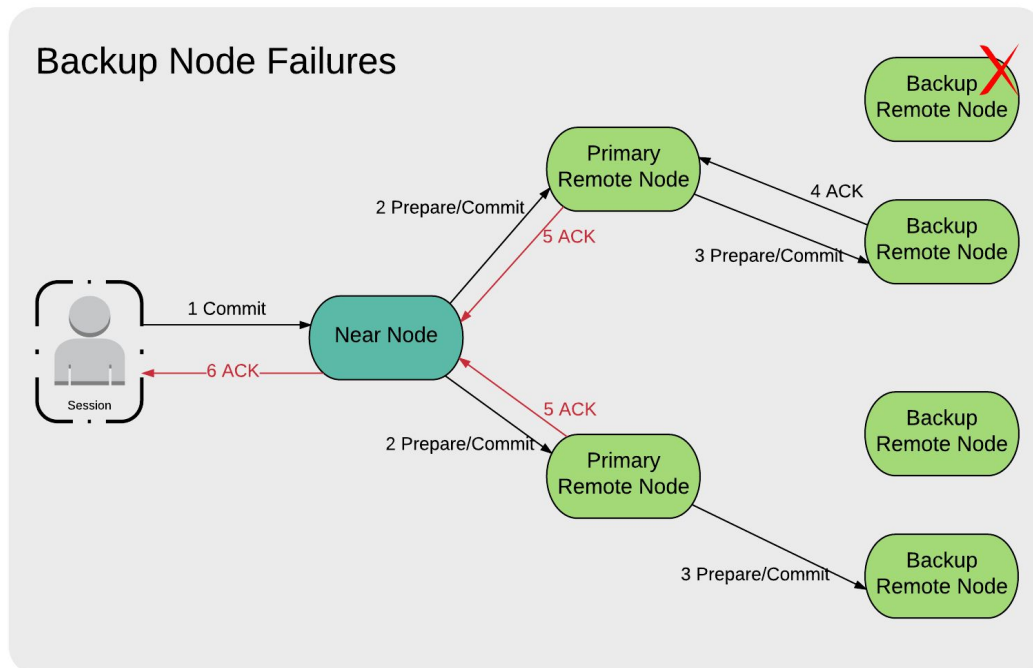 Backup Node Failures
Backup
Remote Node
Primary
Remote Node
4 ACK
2 Prepare/Commit
5 ACK
3 Prepare/Commit
Backup
Remote Node
1 Commit
Near Node
6 ACK
Session
5 ACK
2 Prepare/Commit
Backup
Remote Node
Primary
Remote Node
3 Prepare/Commit
Backup
Remote Node